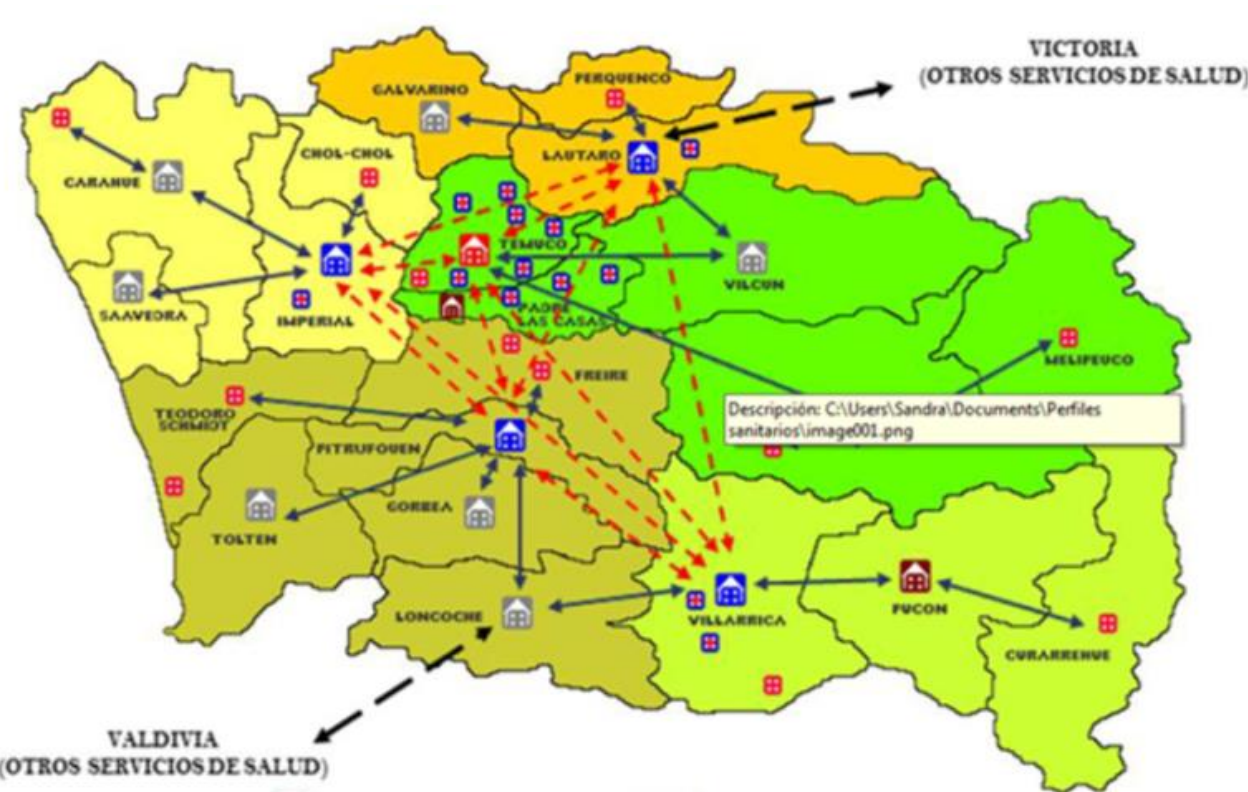 VICTORIA
(OTROS SERVICIOS DE SALUD)
PERQUENCO
GALVARINO
CHOL-CHOL
LAUTARO
CARAHUE
TEMUCO
VILCUN
SAAVEDRA
IMPERIAL
PADRE
LAS CASAS
MELIPEUCO
FREIRE
Descripción: C:\Users\Sandra\Documents\Perfiles
sanitarios\image001.png
TEODORO
SCHMIDT
PITRUFQUEN
GORBEA
TOLTEN
LONCOCHE
VILLARRICA
PUCON
CURARREHUE
VALDIVIA
(OTROS SERVICIOS DE SALUD)